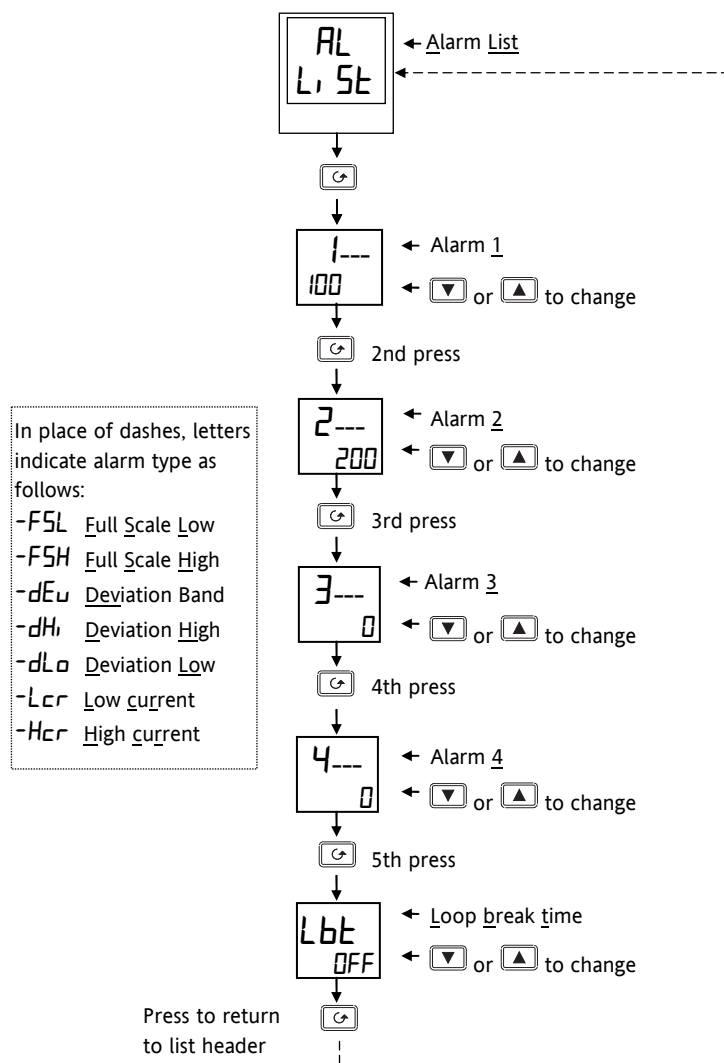 AL
Alarm List
Li St
1---
Alarm 1
100
or
to change
2nd press
2---
Alarm 2
200
or
to change
3rd press
3---
Alarm 3
0
or
to change
4th press
4---
Alarm 4
0
or
to change
5th press
Lbt
Loop break time
OFF
or
to change
Press to return
to list header
In place of dashes, letters
indicate alarm type as
follows:
-FSL Full Scale Low
-FSH Full Scale High
-dEv Deviation Band
-dHi Deviation High
-dLo Deviation Low
-Lcr Low current
-Hcr High current